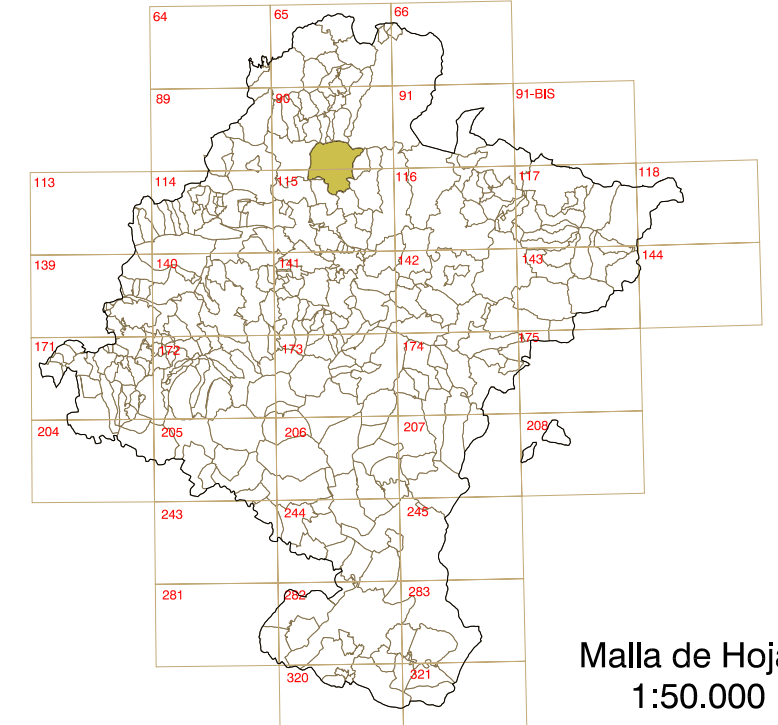 64 65 66
89 90 91 91-BIS
113 114 115 116 117 118
139 140 141 142 143 144
171 172 173 174 175
204 205 206 207 208
243 244 245
281 282 283
Malla de Hoja
320 321
1:50.000